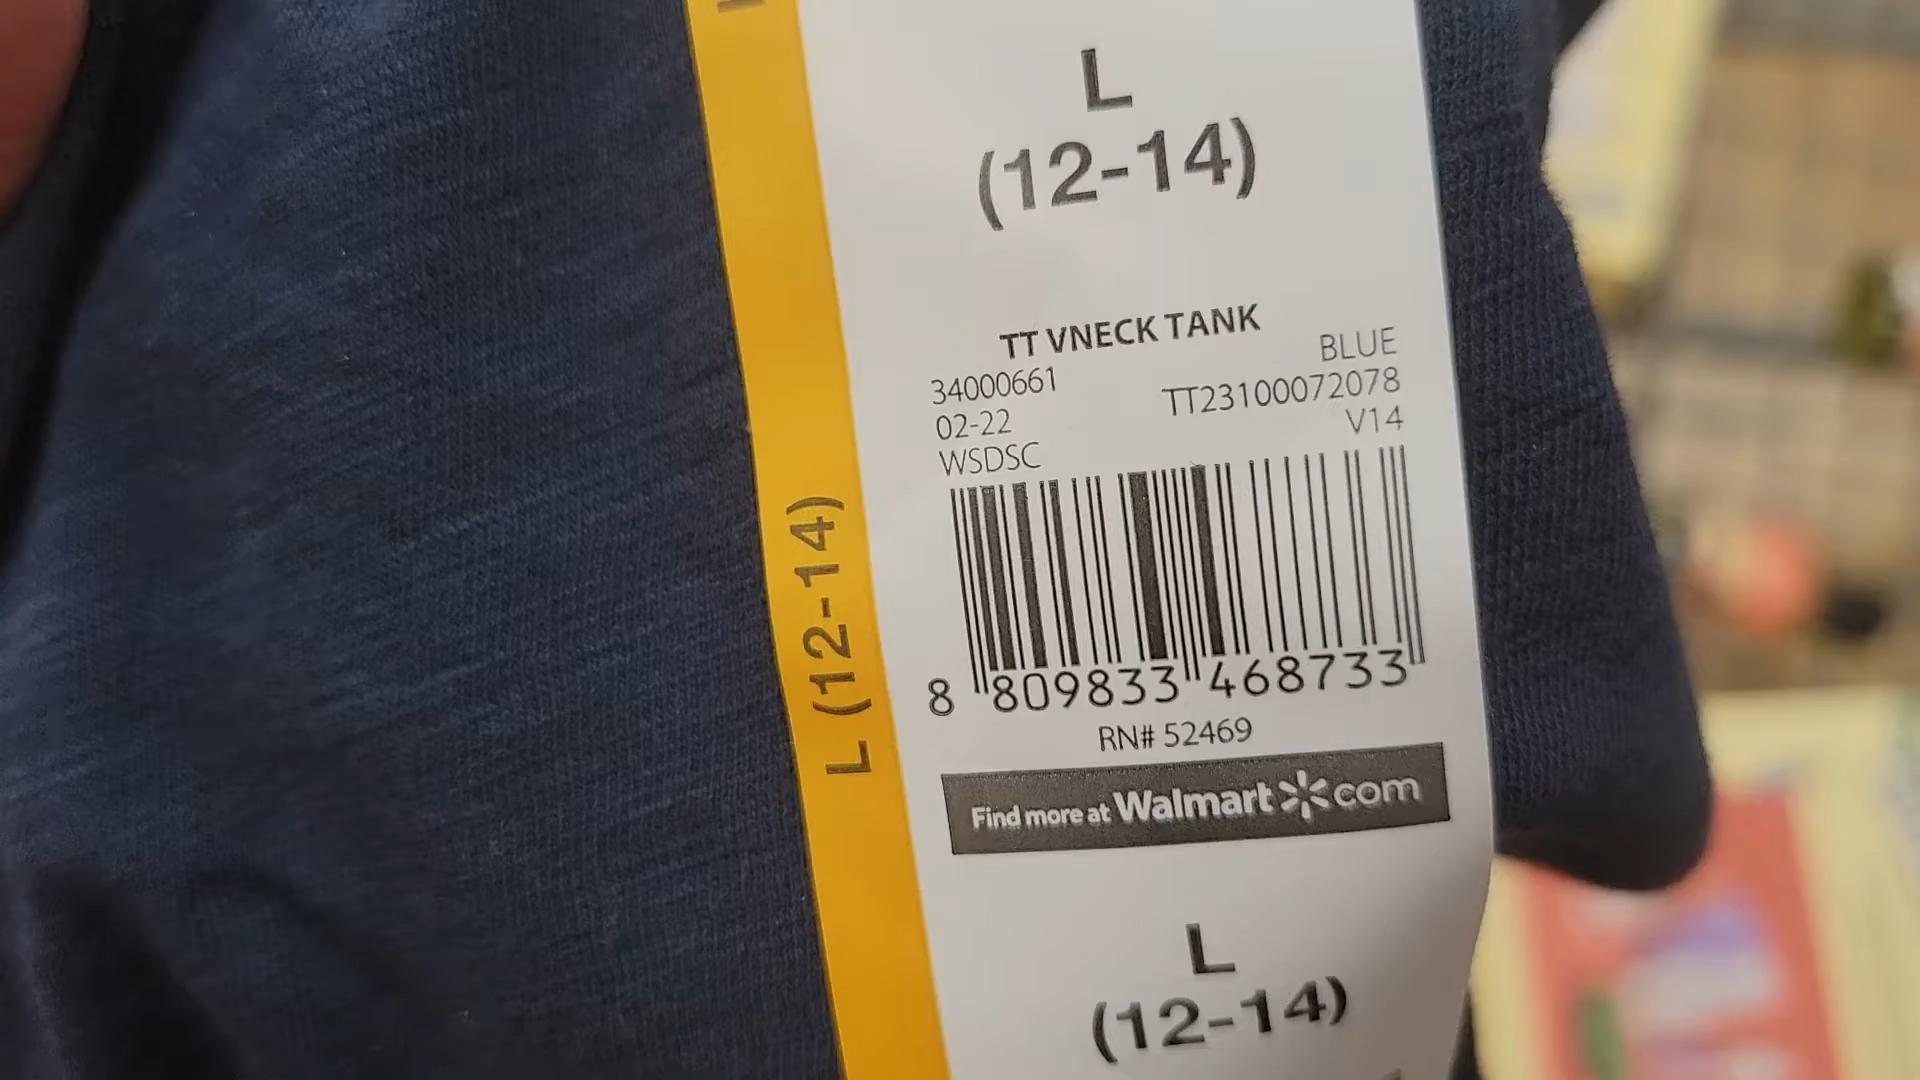 L
(12-14)
TT VNECK TANK
BLUE
34000661
TT23100072078
02-22
V14
WSDSC
8 809833 468733
RN# 52469
Find more at Walmart com
L
(12-14)
L (12-14)